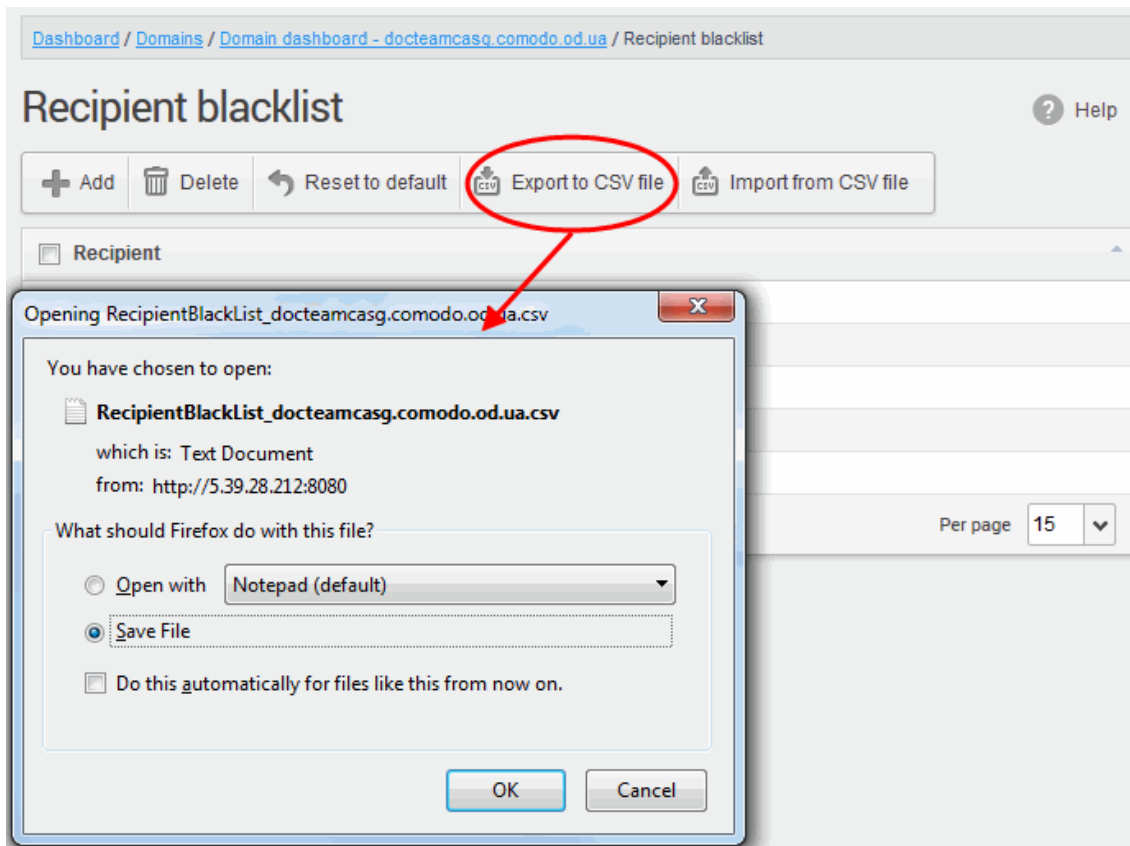 Dashboard / Domains / Domain dashboard - docteamcasg.comodo.od.ua / Recipient blacklist
Recipient blacklist
? Help
Add Delete Reset to default CSV Export to CSV file CSV Import from CSV file
Recipient
Opening RecipientBlackList_docteamcasg.comodo.od.ua.csv
You have chosen to open:
RecipientBlackList_docteamcasg.comodo.od.ua.csv
which is: Text Document
from: http://5.39.28.212:8080
What should Firefox do with this file?
Per page 15
Open with Notepad (default)
Save File
Do this automatically for files like this from now on.
OK Cancel